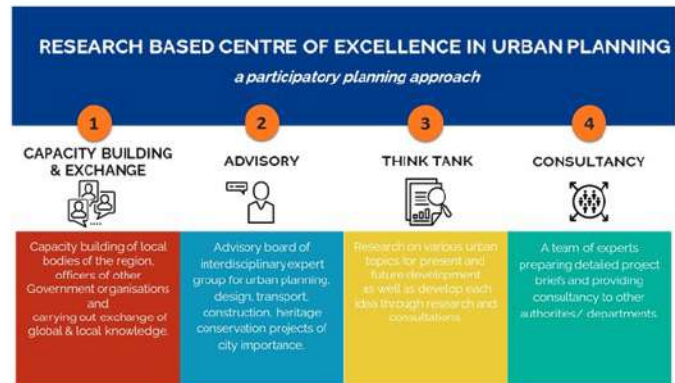 RESEARCH BASED CENTRE OF EXCELLENCE IN URBAN PLANNING
a participatory planning approach
1
CAPACITY BUILDING
& EXCHANGE
Capacity building of local
bodies of the region,
officers of other
Government organisations
and
carrying out exchange of
global & local knowledge.
2
ADVISORY
Advisory board of
interdisciplinary expert
group for urban planning,
design, transport,
construction, heritage
conservation projects of
city importance.
3
THINK TANK
Research on various urban
topics for present and
future development
as well as develop each
idea through research and
consultations
4
CONSULTANCY
A team of experts
preparing detailed project
briefs and providing
consultancy to other
authorities/ departments.